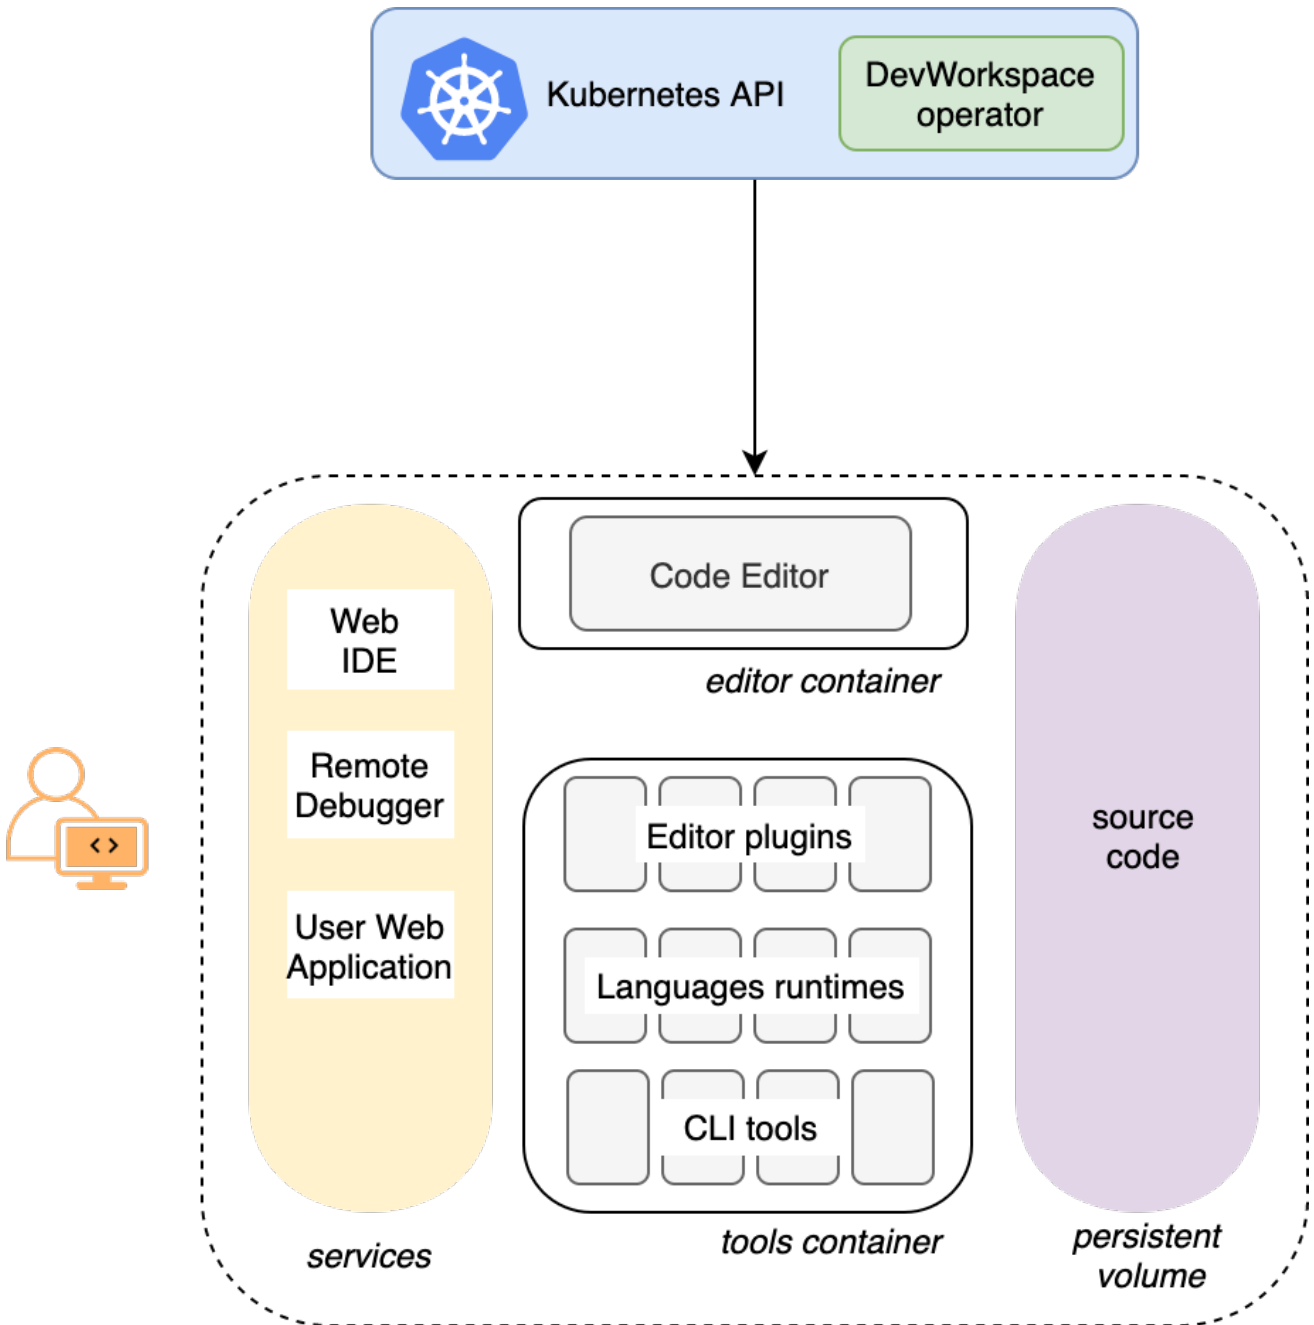 Kubernetes API
DevWorkspace
operator
Code Editor
editor container
Web
IDE
Remote
Debugger
User Web
Application
services
Editor plugins
Languages runtimes
CLI tools
tools container
source
code
persistent
volume
< >